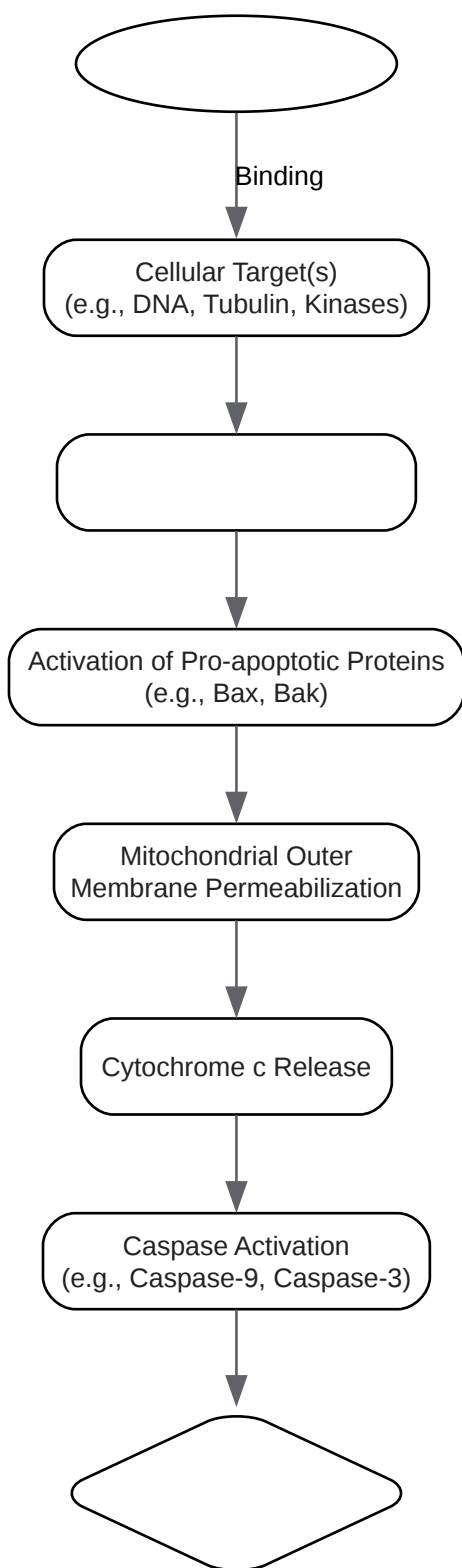 Binding
Cellular Target(s)
(e.g., DNA, Tubulin, Kinases)
Activation of Pro-apoptotic Proteins
(e.g., Bax, Bak)
Mitochondrial Outer
Membrane Permeabilization
Cytochrome c Release
Caspase Activation
(e.g., Caspase-9, Caspase-3)